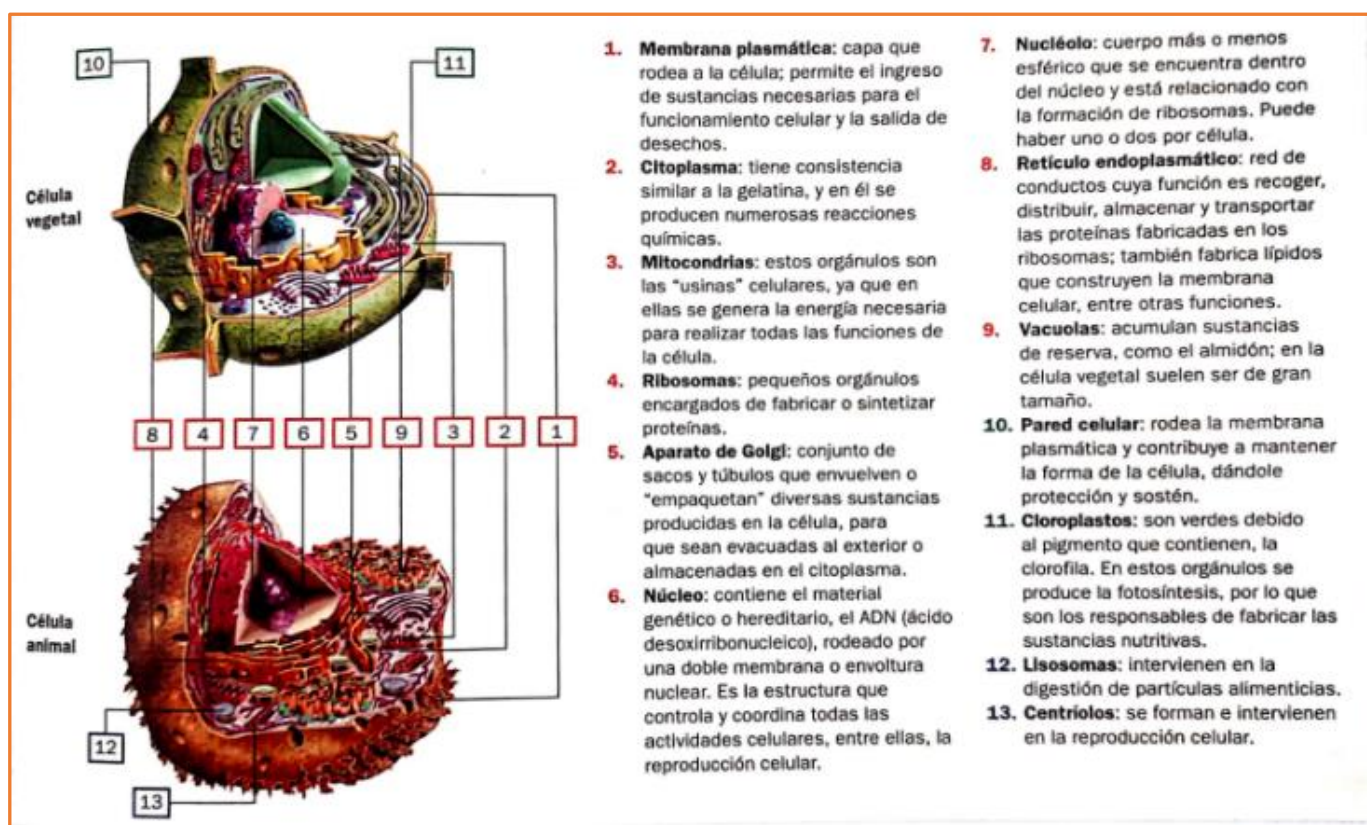 10
11
Célula
vegetal
8 4 7 6 5 9 3 2 1
Célula
animal
12
13
1. Membrana plasmática: capa que
rodea a la célula; permite el ingreso
de sustancias necesarias para el
funcionamiento celular y la salida de
desechos.
2. Citoplasma: tiene consistencia
similar a la gelatina, y en él se
producen numerosas reacciones
químicas.
3. Mitocondrias: estos orgánulos son
las "usinas" celulares, ya que en
ellas se genera la energía necesaria
para realizar todas las funciones de
la célula.
4. Ribosomas: pequeños orgánulos
encargados de fabricar o sintetizar
proteínas.
5. Aparato de Golgi: conjunto de
sacos y túbulos que envuelven o
"empaquetan" diversas sustancias
producidas en la célula, para
que sean evacuadas al exterior o
almacenadas en el citoplasma.
6. Núcleo: contiene el material
genético o hereditario, el ADN (ácido
desoxirribonucleico), rodeado por
una doble membrana o envoltura
nuclear. Es la estructura que
controla y coordina todas las
actividades celulares, entre ellas, la
reproducción celular.
7. Nucléolo: cuerpo más o menos
esférico que se encuentra dentro
del núcleo y está relacionado con
la formación de ribosomas. Puede
haber uno o dos por célula.
8. Retículo endoplasmático: red de
conductos cuya función es recoger,
distribuir, almacenar y transportar
las proteínas fabricadas en los
ribosomas; también fabrica lípidos
que construyen la membrana
celular, entre otras funciones.
9. Vacuolas: acumulan sustancias
de reserva, como el almidón; en la
célula vegetal suelen ser de gran
tamaño.
10. Pared celular: rodea la membrana
plasmática y contribuye a mantener
la forma de la célula, dándole
protección y sostén.
11. Cloroplastos: son verdes debido
al pigmento que contienen, la
clorofila. En estos orgánulos se
produce la fotosíntesis, por lo que
son los responsables de fabricar las
sustancias nutritivas.
12. Lisosomas: intervienen en la
digestión de partículas alimenticias.
13. Centríolos: se forman e intervienen
en la reproducción celular.